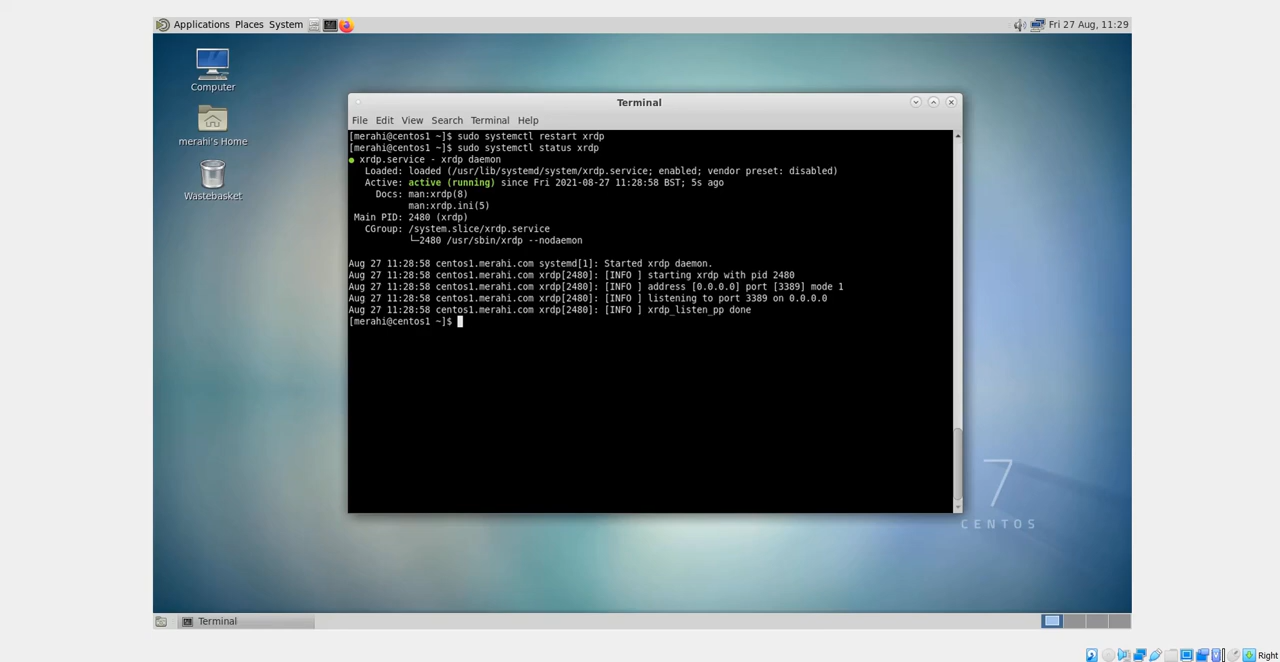 Applications Places System
Fri 27 Aug, 11:29
Computer
merahi's Home
Wastebasket
Terminal
File Edit View Search Terminal Help
[merahi@centos1 ~]$ sudo systemctl restart xrdp
[merahi@centos1 ~]$ sudo systemctl status xrdp
● xrdp.service - xrdp daemon
Loaded: loaded (/usr/lib/systemd/system/xrdp.service; enabled; vendor preset: disabled)
Active: active (running) since Fri 2021-08-27 11:28:58 BST; 5s ago
Docs: man:xrdp(8)
man:xrdp.ini(5)
Main PID: 2480 (xrdp)
CGroup: /system.slice/xrdp.service
└─2480 /usr/sbin/xrdp --nodaemon
Aug 27 11:28:58 centos1.merahi.com systemd[1]: Started xrdp daemon.
Aug 27 11:28:58 centos1.merahi.com xrdp[2480]: [INFO ] starting xrdp with pid 2480
Aug 27 11:28:58 centos1.merahi.com xrdp[2480]: [INFO ] address [0.0.0.0] port [3389] mode 1
Aug 27 11:28:58 centos1.merahi.com xrdp[2480]: [INFO ] listening to port 3389 on 0.0.0.0
Aug 27 11:28:58 centos1.merahi.com xrdp[2480]: [INFO ] xrdp_listen_pp done
[merahi@centos1 ~]$
7
CENTOS
Terminal
Right